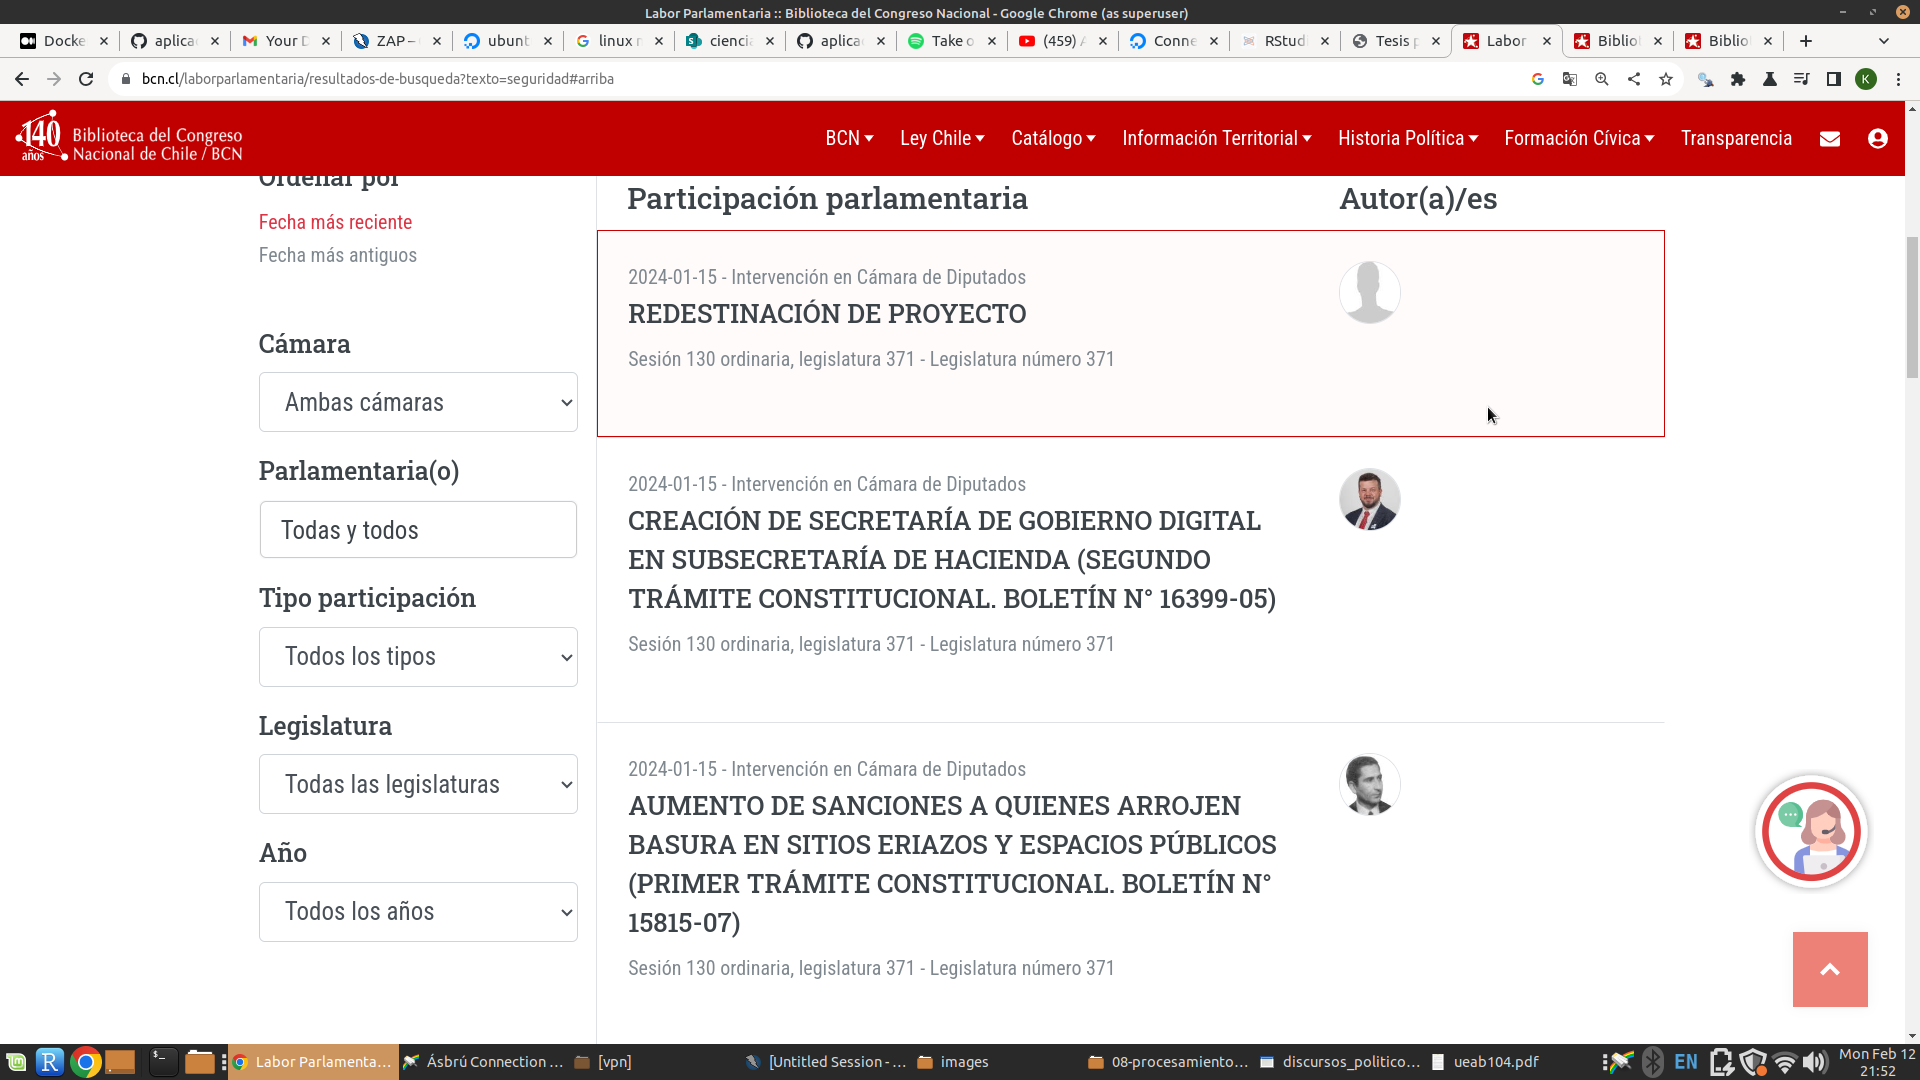 Labor Parlamentaria :: Biblioteca del Congreso Nacional - Google Chrome (as superuser)
Docke
aplica
Your D
ZAP –
ubunt
linux r
cienci
aplica
Take o
(459)
Conne
RStud
Tesis p
Labor
Biblio
Biblio
bcn.cl/laborparlamentaria/resultados-de-busqueda?texto=seguridad#arriba
K
140 años
Biblioteca del Congreso
Nacional de Chile / BCN
BCN
Ley Chile
Catálogo
Información Territorial
Historia Política
Formación Cívica
Transparencia
Ordenar por
Fecha más reciente
Fecha más antiguos
Cámara
Ambas cámaras
Parlamentaria(o)
Todas y todos
Tipo participación
Todos los tipos
Legislatura
Todas las legislaturas
Año
Todos los años
Participación parlamentaria
Autor(a)/es
2024-01-15 - Intervención en Cámara de Diputados
REDESTINACIÓN DE PROYECTO
Sesión 130 ordinaria, legislatura 371 - Legislatura número 371
2024-01-15 - Intervención en Cámara de Diputados
CREACIÓN DE SECRETARÍA DE GOBIERNO DIGITAL
EN SUBSECRETARÍA DE HACIENDA (SEGUNDO
TRÁMITE CONSTITUCIONAL. BOLETÍN N° 16399-05)
Sesión 130 ordinaria, legislatura 371 - Legislatura número 371
2024-01-15 - Intervención en Cámara de Diputados
AUMENTO DE SANCIONES A QUIENES ARROJEN
BASURA EN SITIOS ERIAZOS Y ESPACIOS PÚBLICOS
(PRIMER TRÁMITE CONSTITUCIONAL. BOLETÍN N°
15815-07)
Sesión 130 ordinaria, legislatura 371 - Legislatura número 371
Labor Parlamenta...
Ásbrú Connection ...
[vpn]
[Untitled Session -...
images
08-procesamiento...
discursos_politico...
ueab104.pdf
EN
Mon Feb 12
21:52